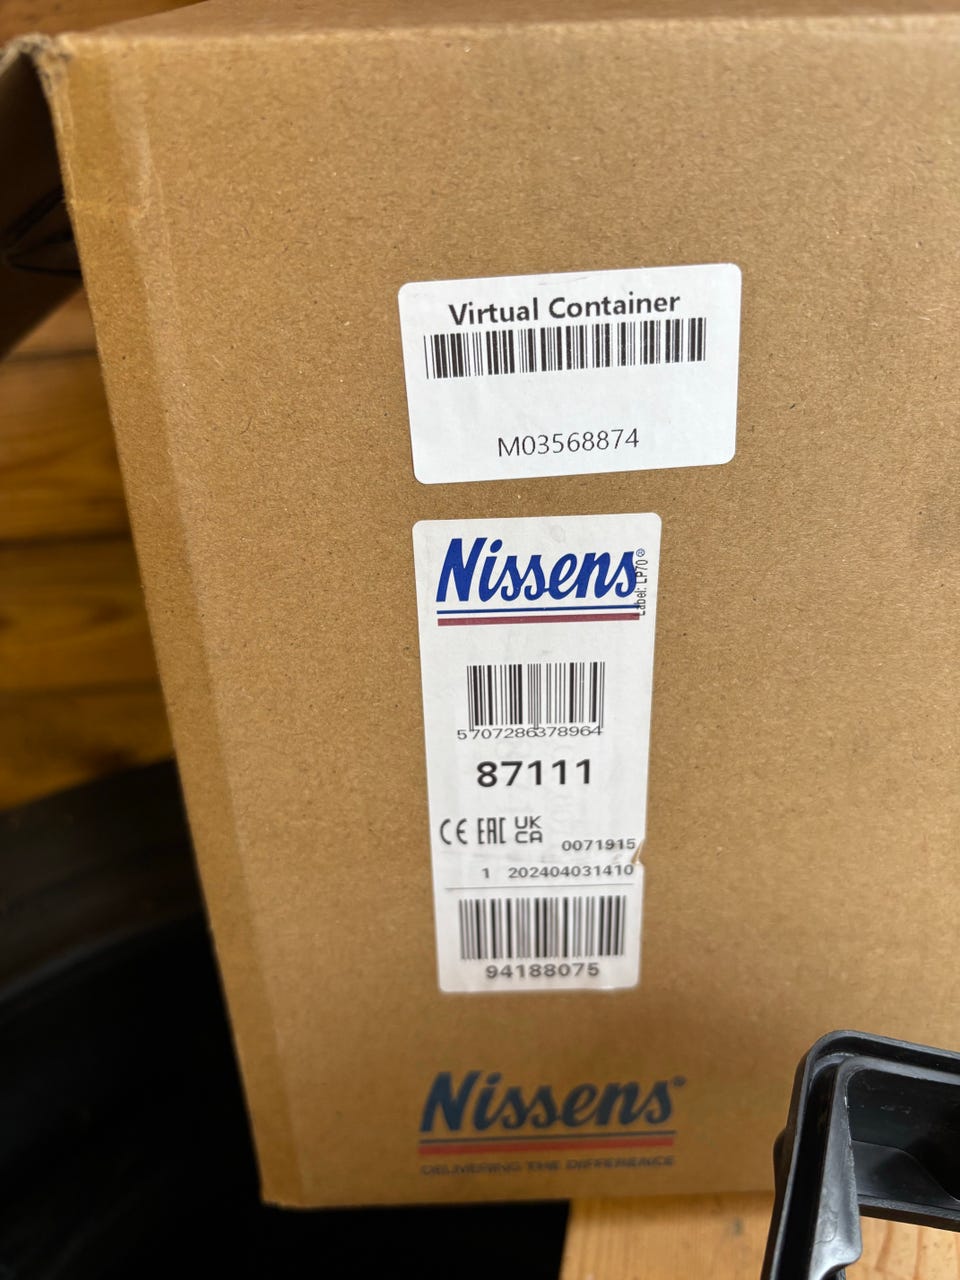 Virtual Container
M03568874
Nissens®
Label: LP70
5707286378964
87111
CE EAC UK
CA
0071915
1 202404031410
94188075
Nissens®
DELIVERING THE DIFFERENCE